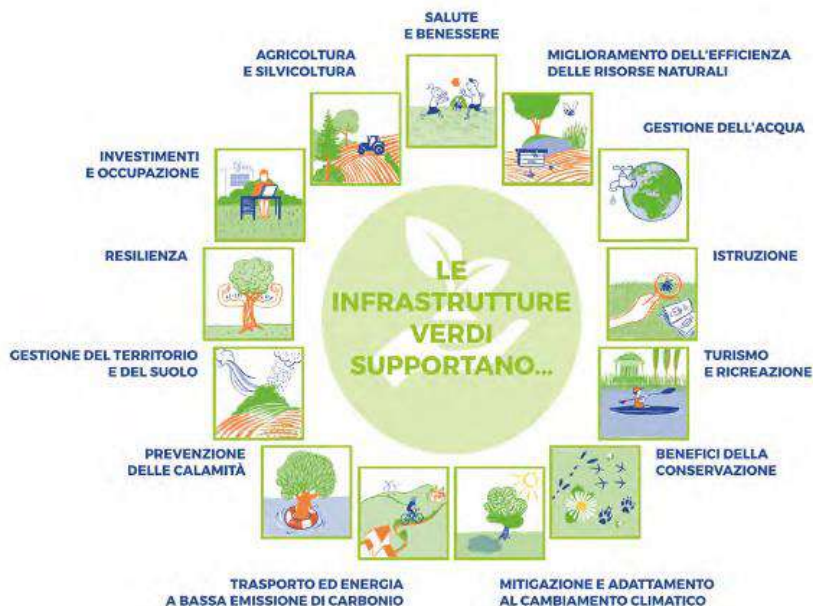 SALUTE
E BENESSERE
AGRICOLTURA
E SILVICOLTURA
MIGLIORAMENTO DELL'EFFICIENZA
DELLE RISORSE NATURALI
GESTIONE DELL'ACQUA
INVESTIMENTI
E OCCUPAZIONE
RESILIENZA
ISTRUZIONE
LE
INFRASTRUTTURE
VERDI
SUPPORTANO...
GESTIONE DEL TERRITORIO
E DEL SUOLO
TURISMO
E RICREAZIONE
PREVENZIONE
DELLE CALAMITÀ
BENEFICI DELLA
CONSERVAZIONE
TRASPORTO ED ENERGIA
A BASSA EMISSIONE DI CARBONIO
MITIGAZIONE E ADATTAMENTO
AL CAMBIAMENTO CLIMATICO